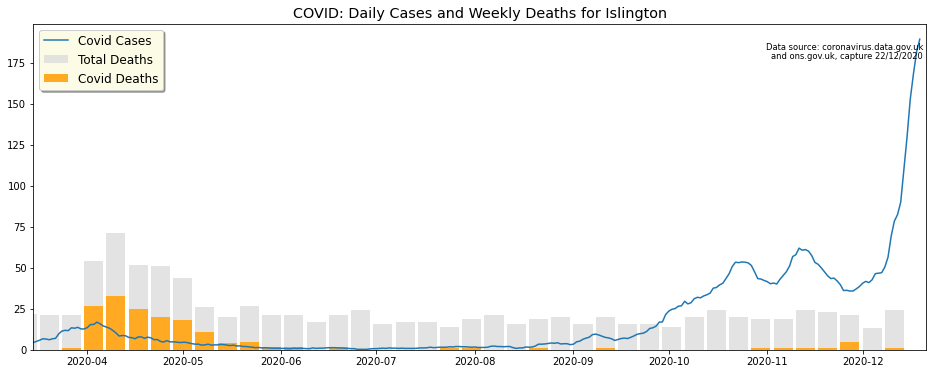 COVID: Daily Cases and Weekly Deaths for Islington
Covid Cases
Total Deaths
Covid Deaths
Data source: coronavirus.data.gov.uk
and ons.gov.uk, capture 22/12/2020
175
150
125
100
75
50
25
0
2020-04
2020-05
2020-06
2020-07
2020-08
2020-09
2020-10
2020-11
2020-12